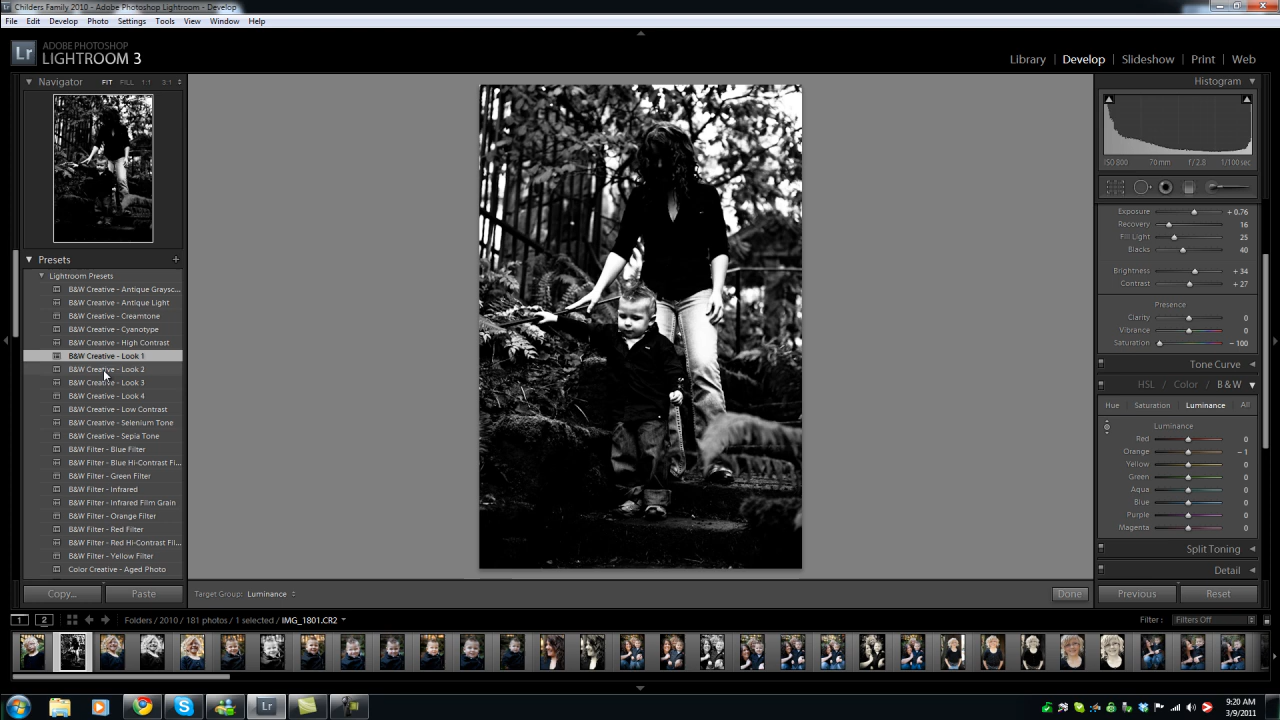 Childers Family 2010 - Adobe Photoshop Lightroom - Develop
File Edit Develop Photo Settings Tools View Window Help
Lr ADOBE PHOTOSHOP
LIGHTROOM 3
Library Develop Slideshow Print Web
Navigator FIT FILL 1:1 3:1
Histogram
ISO 800 70mm f/2.8 1/100sec
Exposure +0.76
Recovery 16
Fill Light 25
Blacks 40
Brightness +34
Contrast +27
Presence
Clarity 0
Vibrance 0
Saturation -100
Tone Curve
HSL / Color / B&W
Hue Saturation Luminance All
Luminance
Red 0
Orange -1
Yellow 0
Green 0
Aqua 0
Blue 0
Purple 0
Magenta 0
Split Toning
Detail
Previous Reset
Presets +
Lightroom Presets
B&W Creative - Antique Graysc...
B&W Creative - Antique Light
B&W Creative - Creamtone
B&W Creative - Cyanotype
B&W Creative - High Contrast
B&W Creative - Look 1
B&W Creative - Look 2
B&W Creative - Look 3
B&W Creative - Look 4
B&W Creative - Low Contrast
B&W Creative - Selenium Tone
B&W Creative - Sepia Tone
B&W Filter - Blue Filter
B&W Filter - Blue Hi-Contrast Fi...
B&W Filter - Green Filter
B&W Filter - Infrared
B&W Filter - Infrared Film Grain
B&W Filter - Orange Filter
B&W Filter - Red Filter
B&W Filter - Red Hi-Contrast Fil...
B&W Filter - Yellow Filter
Color Creative - Aged Photo
Copy... Paste
Target Group: Luminance
Done
1 2 Folders / 2010 / 181 photos / 1 selected / IMG_1801.CR2
Filter : Filters Off
Lr
9:20 AM
3/9/2011